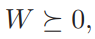 W ⪰ 0,